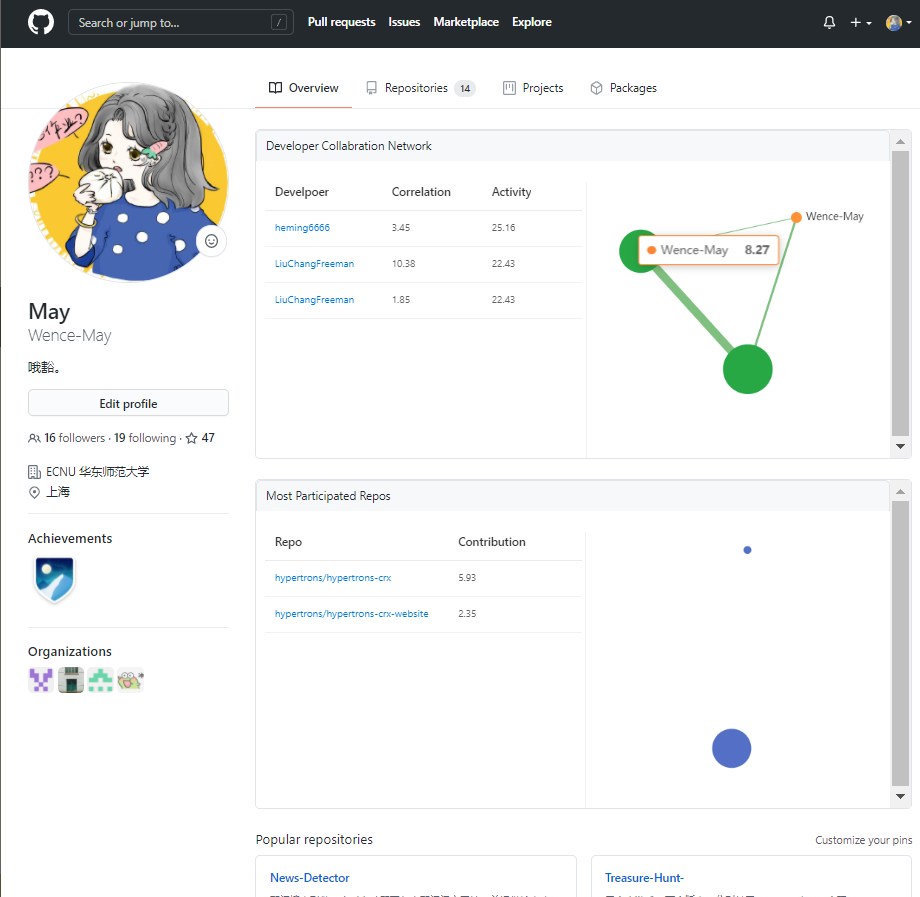 Search or jump to...
/
Pull requests
Issues
Marketplace
Explore
Overview
Repositories 14
Projects
Packages
作业?
???
May
Wence-May
哦豁。
Edit profile
16 followers · 19 following · 47
ECNU 华东师范大学
上海
Achievements
Organizations
Developer Collabration Network
Develpoer Correlation Activity
heming6666 3.45 25.16
LiuChangFreeman 10.38 22.43
LiuChangFreeman 1.85 22.43
Wence-May
Wence-May 8.27
Most Participated Repos
Repo Contribution
hypertrons/hypertrons-crx 5.93
hypertrons/hypertrons-crx-website 2.35
Popular repositories
Customize your pins
News-Detector
Treasure-Hunt-